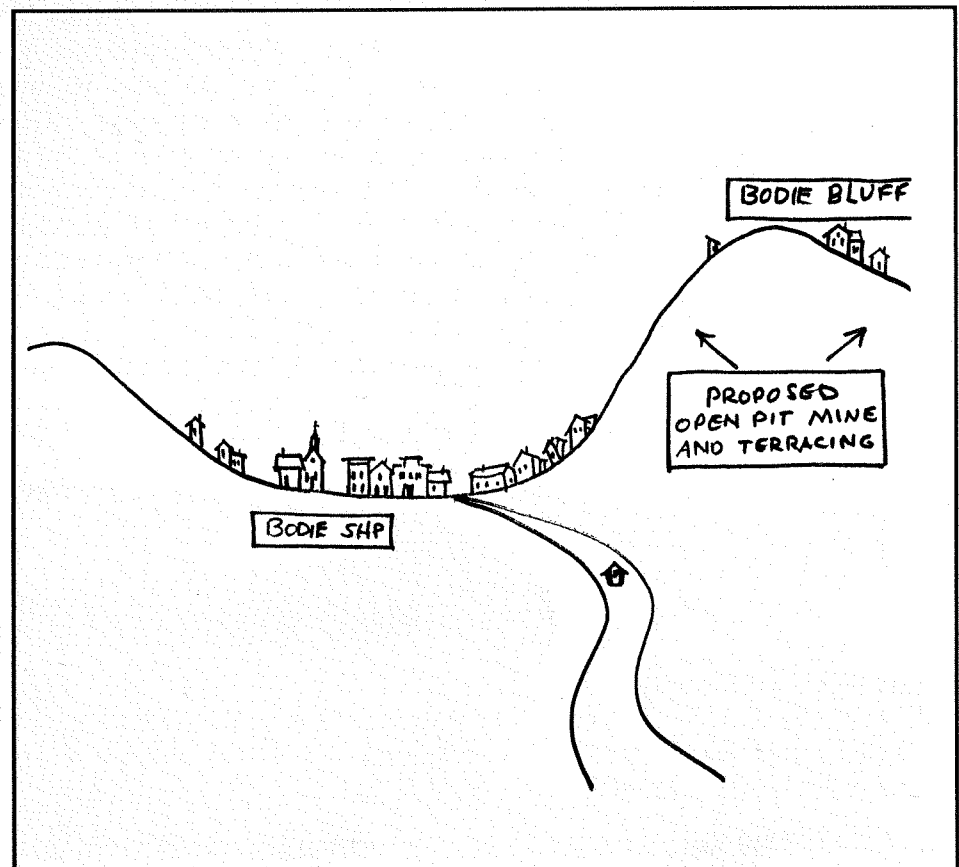 BODIE BLUFF
PROPOSED
OPEN PIT MINE
AND TERRACING
BODIE SHP